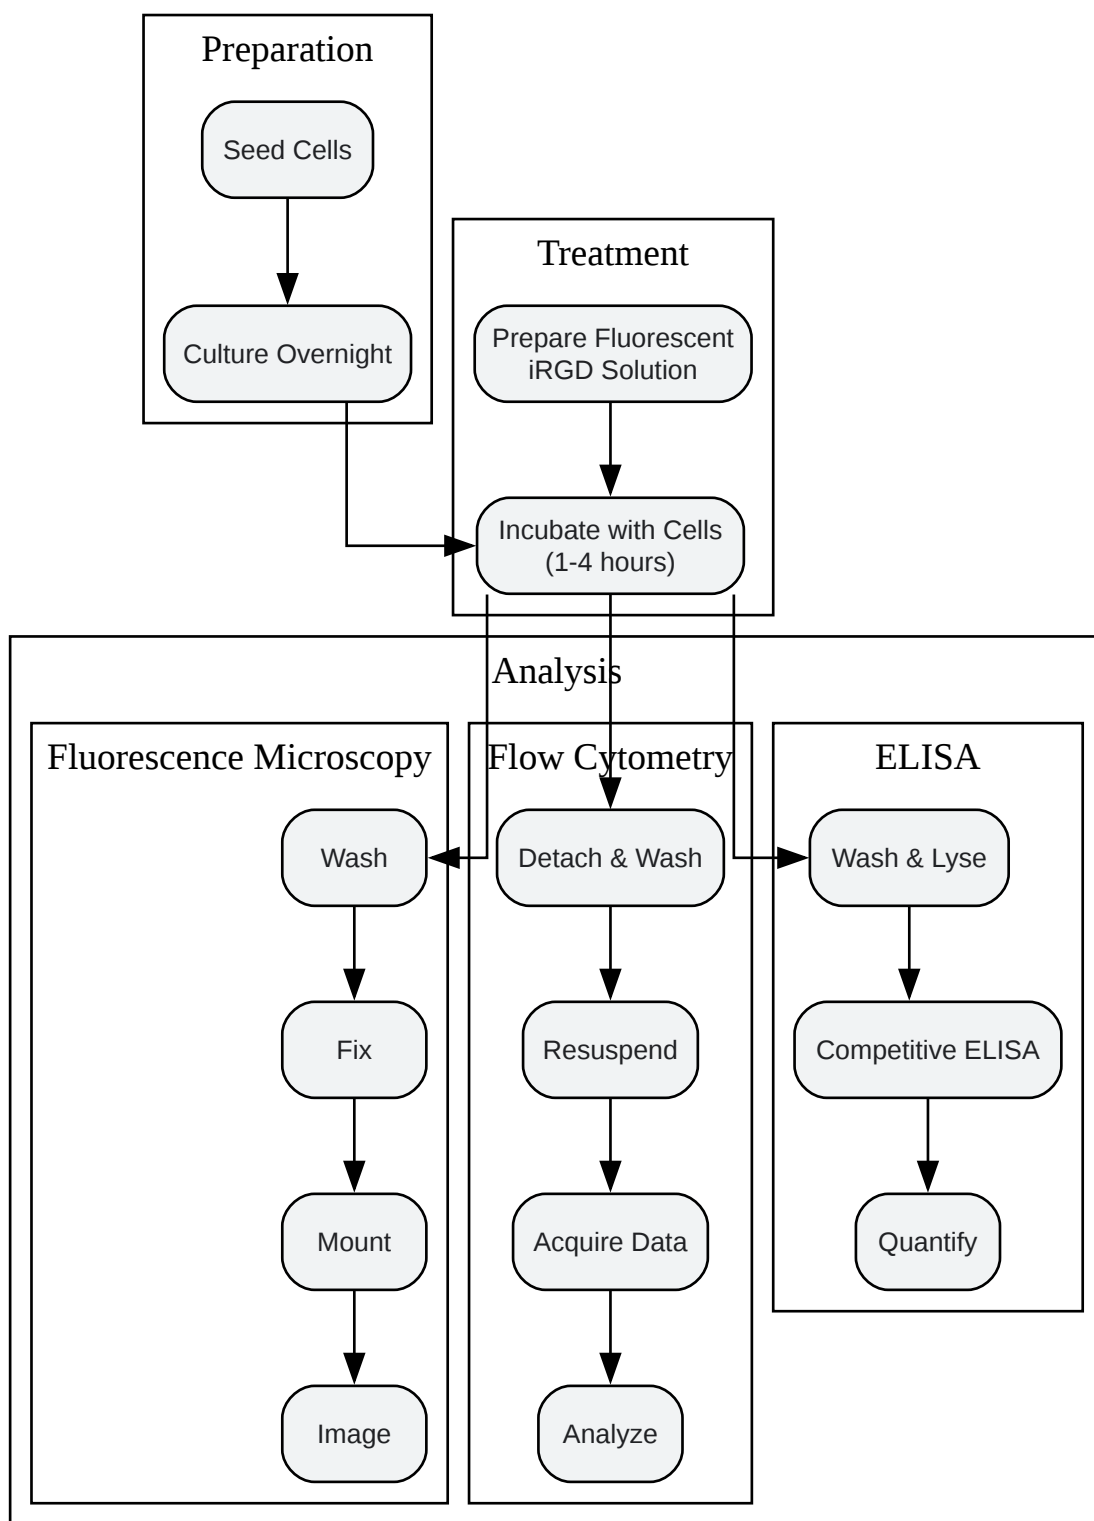 Preparation
Seed Cells
Culture Overnight
Treatment
Prepare Fluorescent
iRGD Solution
Incubate with Cells
(1-4 hours)
Analysis
Fluorescence Microscopy
Wash
Fix
Mount
Image
Flow Cytometry
Detach & Wash
Resuspend
Acquire Data
Analyze
ELISA
Wash & Lyse
Competitive ELISA
Quantify